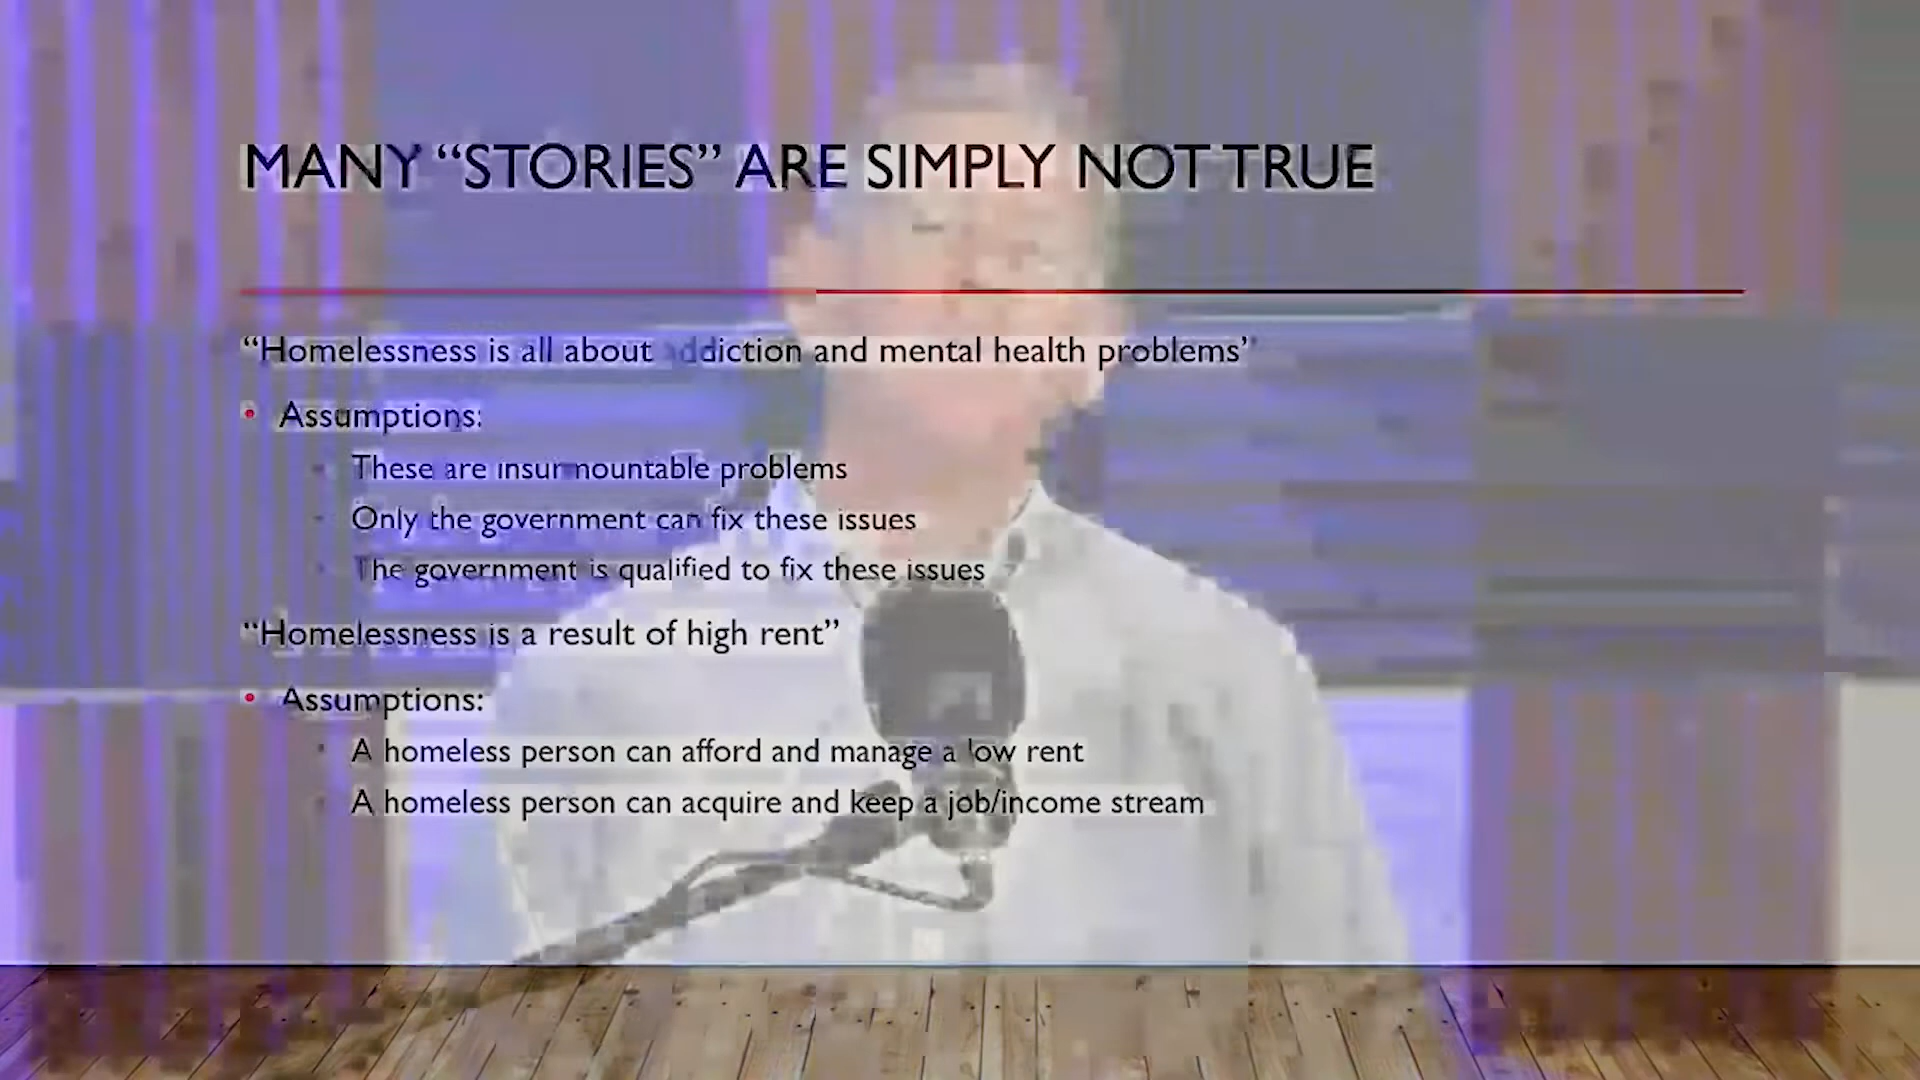 MANY “STORIES” ARE SIMPLY NOT TRUE
“Homelessness is all about addiction and mental health problems”
• Assumptions:
• These are insurmountable problems
• Only the government can fix these issues
• The government is qualified to fix these issues
“Homelessness is a result of high rent”
• Assumptions:
• A homeless person can afford and manage a low rent
• A homeless person can acquire and keep a job/income stream